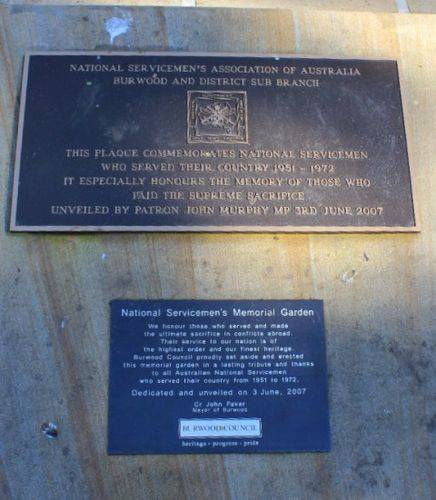 NATIONAL SERVICEMEN'S ASSOCIATION OF AUSTRALIA
BURWOOD AND DISTRICT SUB BRANCH
THIS PLAQUE COMMEMORATES NATIONAL SERVICEMEN
WHO SERVED THEIR COUNTRY 1951 - 1972
IT ESPECIALLY HONOURS THE MEMORY OF THOSE WHO
PAID THE SUPREME SACRIFICE
UNVEILED BY PATRON JOHN MURPHY MP 3RD JUNE 2007
National Servicemen's Memorial Garden
We honour those who served and made
the ultimate sacrifice in conflicts abroad.
Their service to our nation is of
the highest order and our finest heritage.
Burwood Council proudly set aside and erected
this memorial garden in a lasting tribute and thanks
to all Australian National Servicemen
who served their country from 1951 to 1972.
Dedicated and unveiled on 3 June, 2007
Cr John Faker
Mayor of Burwood
BURWOOD COUNCIL
heritage · progress · pride